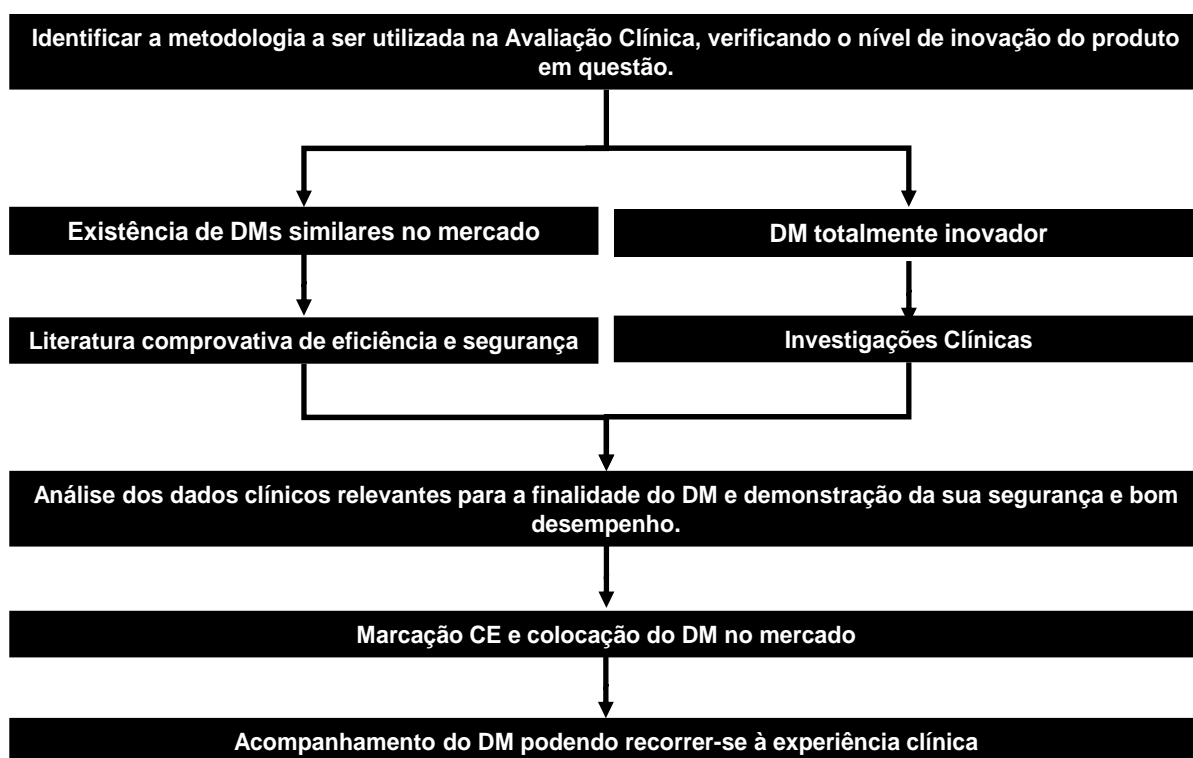 Identificar a metodologia a ser utilizada na Avaliação Clínica, verificando o nível de inovação do produto
em questão.
Existência de DMs similares no mercado
DM totalmente inovador
Literatura comprovativa de eficiência e segurança
Investigações Clínicas
Análise dos dados clínicos relevantes para a finalidade do DM e demonstração da sua segurança e bom
desempenho.
Marcação CE e colocação do DM no mercado
Acompanhamento do DM podendo recorrer-se à experiência clínica